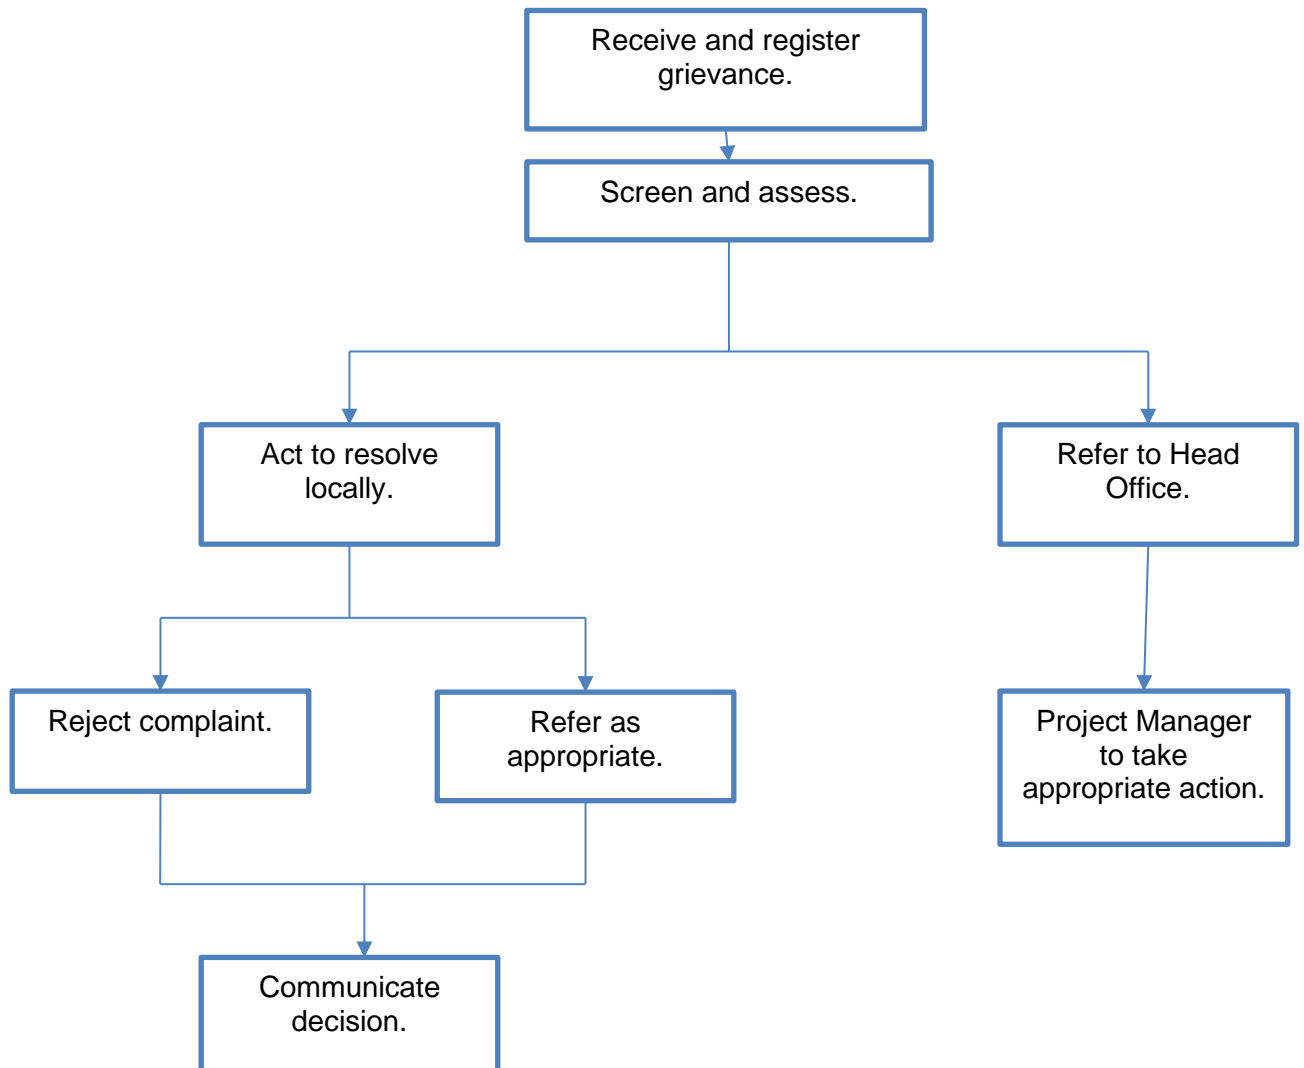 Receive and register
grievance.
Screen and assess.
Act to resolve
locally.
Refer to Head
Office.
Reject complaint.
Refer as
appropriate.
Project Manager
to take
appropriate action.
Communicate
decision.